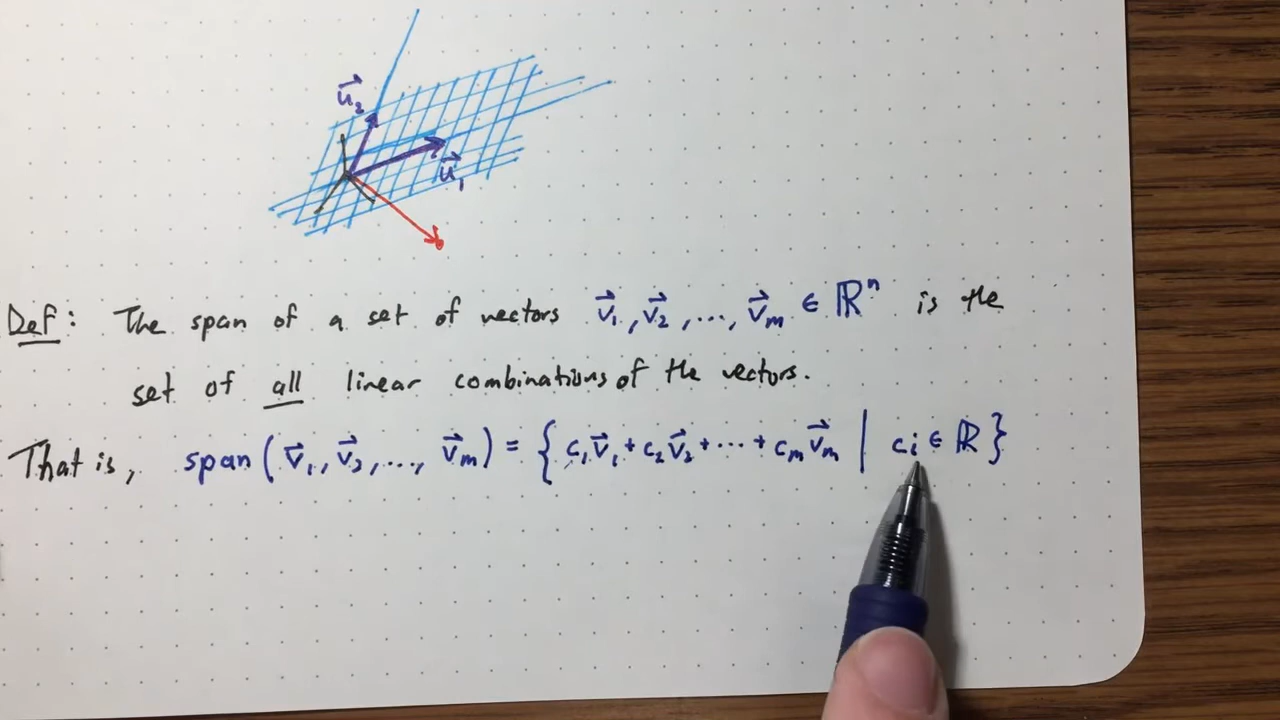 u⃗₂
u⃗₁
Def: The span of a set of vectors v⃗₁, v⃗₂, ..., v⃗ₘ ∈ ℝⁿ is the
set of all linear combinations of the vectors.
That is, span(v⃗₁, v⃗₂, ..., v⃗ₘ) = { c₁v⃗₁ + c₂v⃗₂ + ⋯ + cₘv⃗ₘ | cᵢ ∈ ℝ }